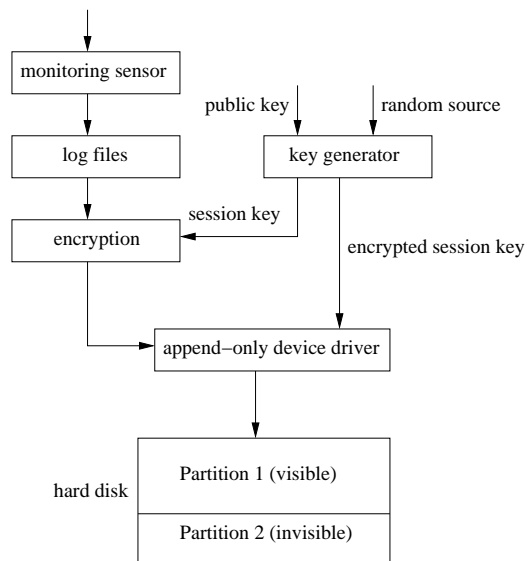 monitoring sensor
public key
random source
log files
key generator
session key
encryption
encrypted session key
append−only device driver
Partition 1 (visible)
hard disk
Partition 2 (invisible)